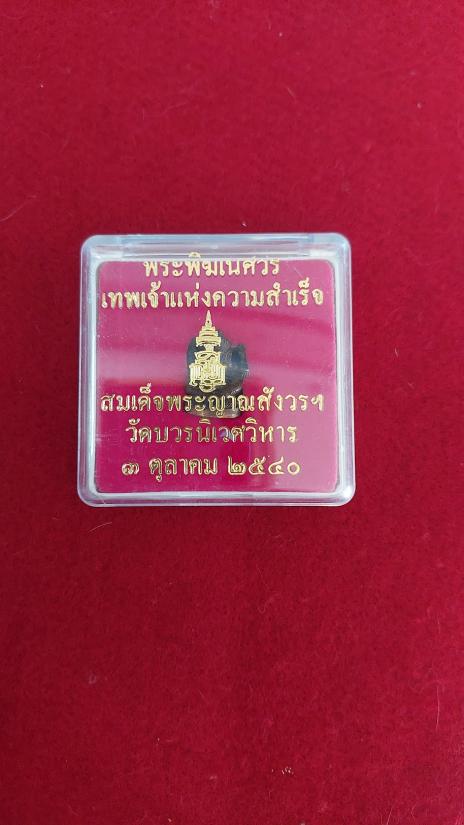 พระพิฆเนศวร
เทพเจ้าแห่งความสำเร็จ
สมเด็จพระญาณสังวรฯ
วัดบวรนิเวศวิหาร
๓ ตุลาคม ๒๕๔๐